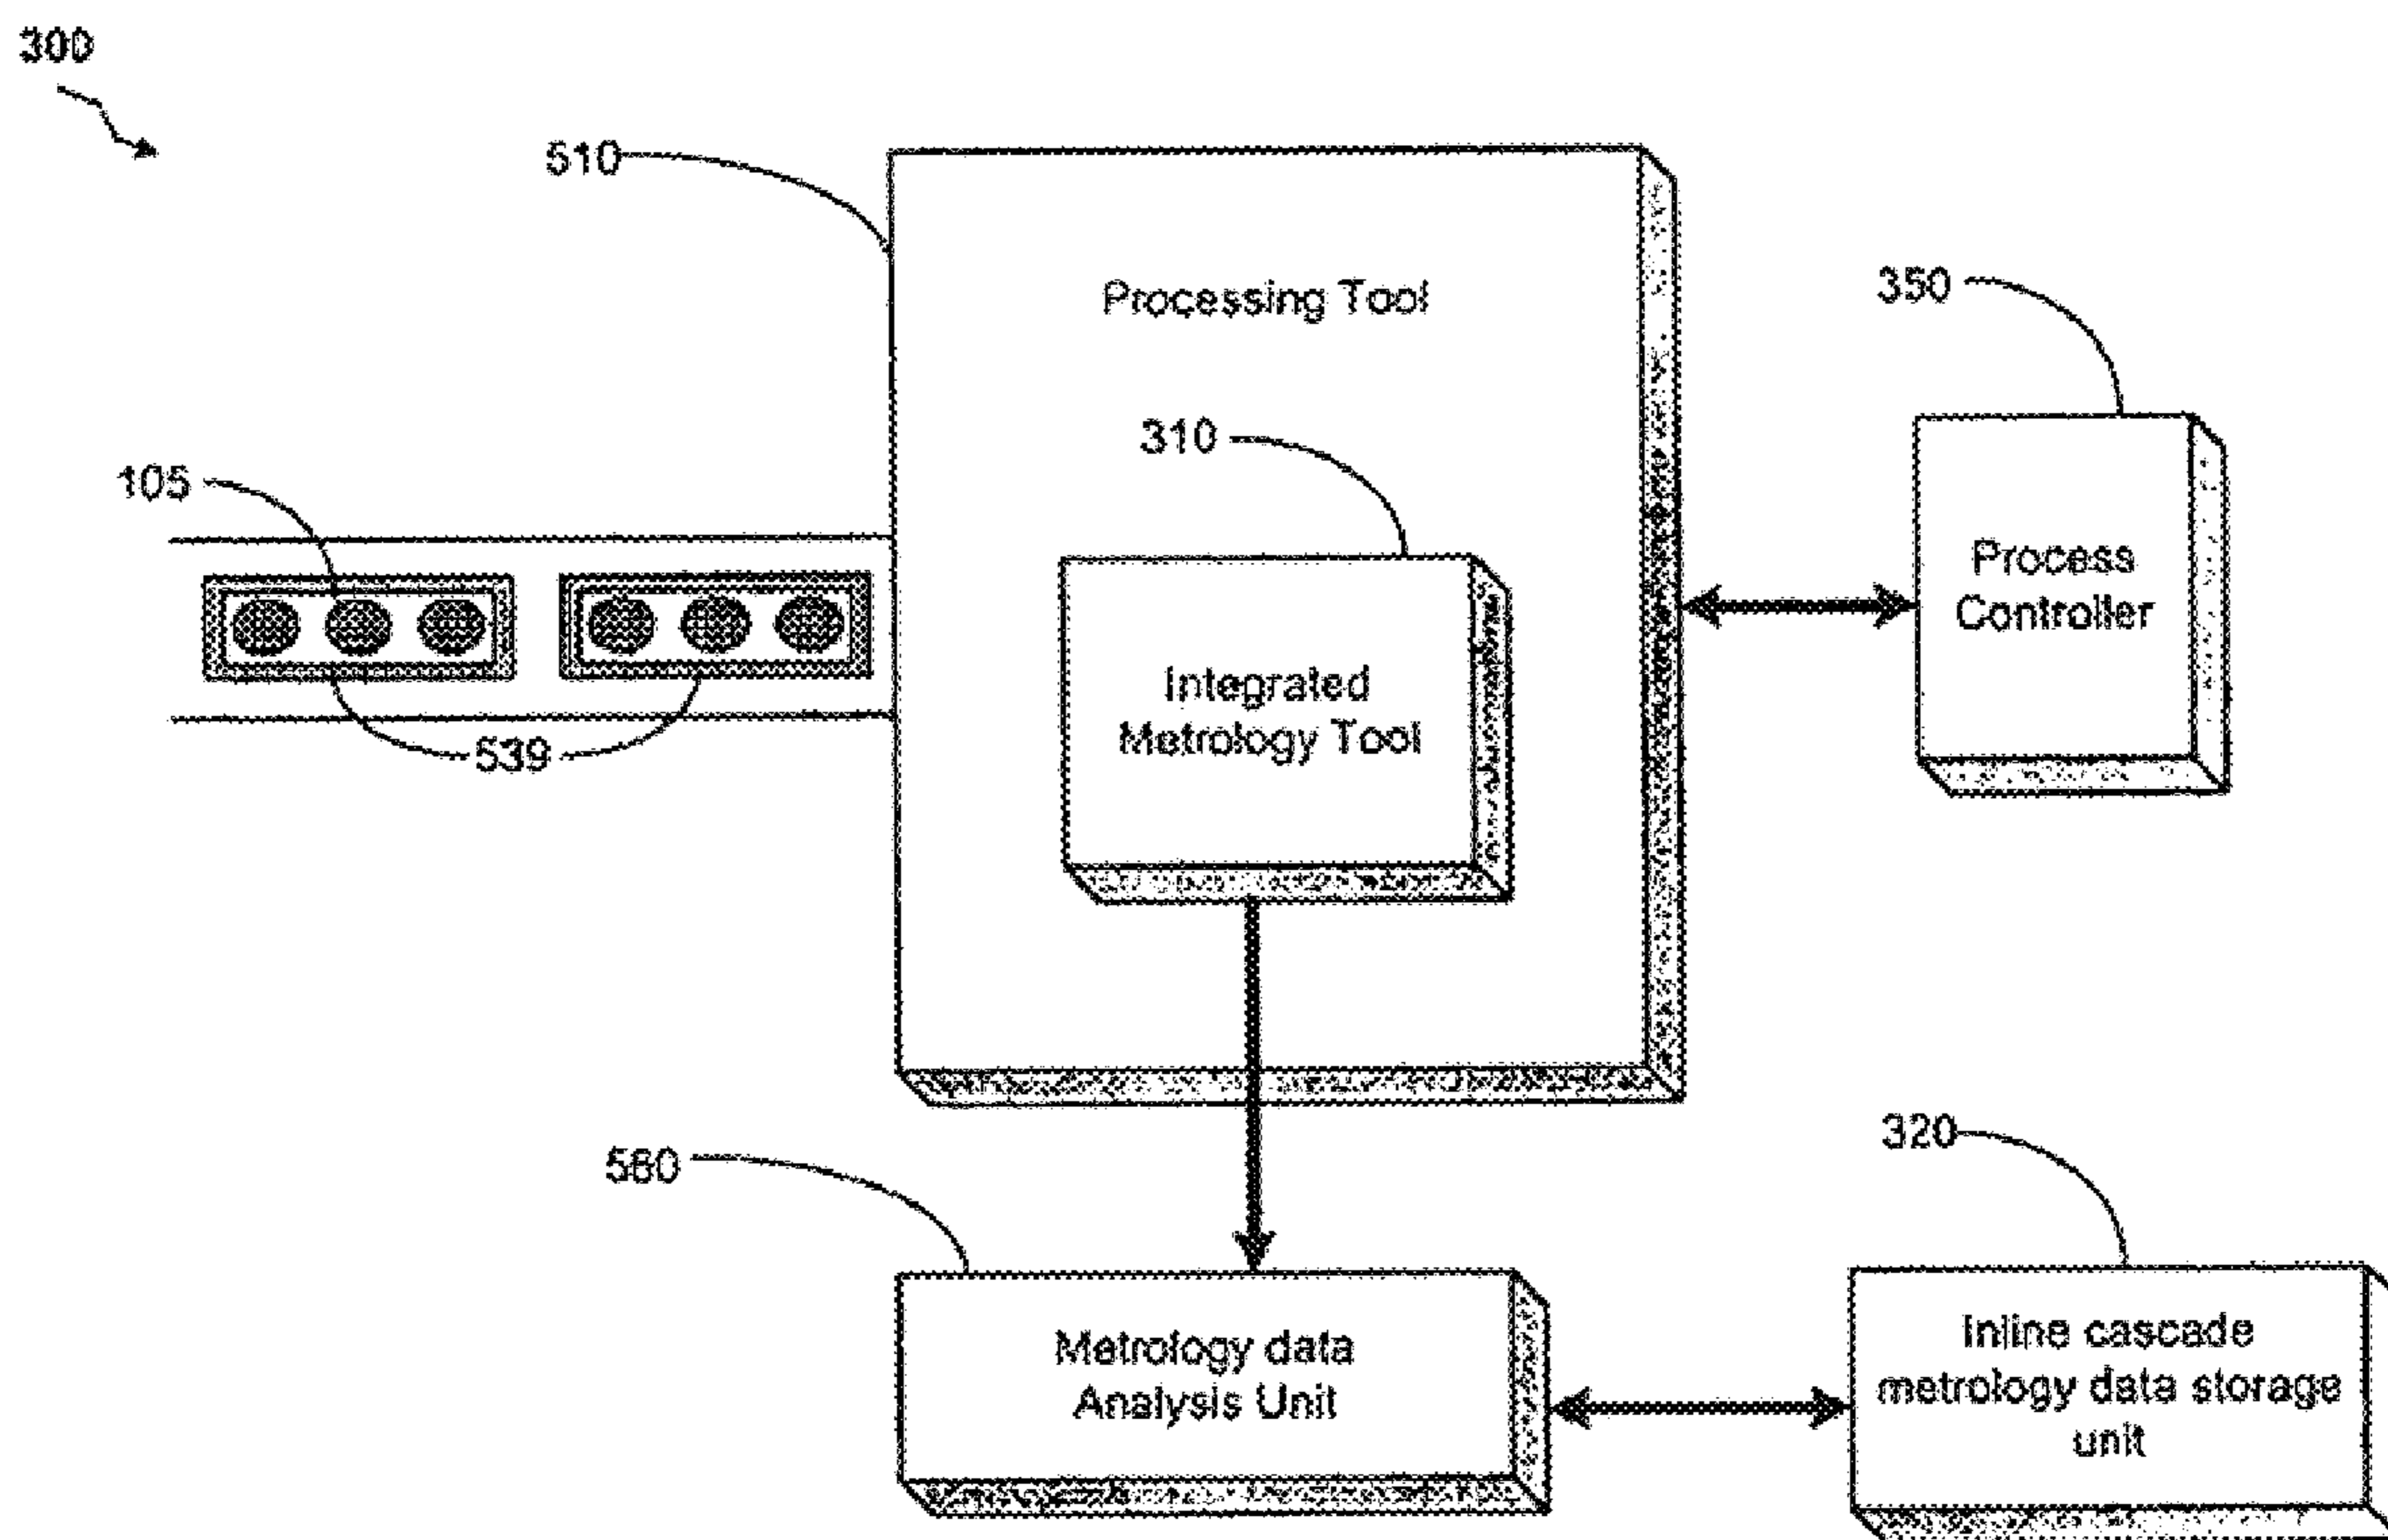 300
510
Processing Tool
350
310
105
Process
Controller
Integrated
Metrology Tool
539
560
320
Metrology data
Analysis Unit
Inline cascade
metrology data storage
unit